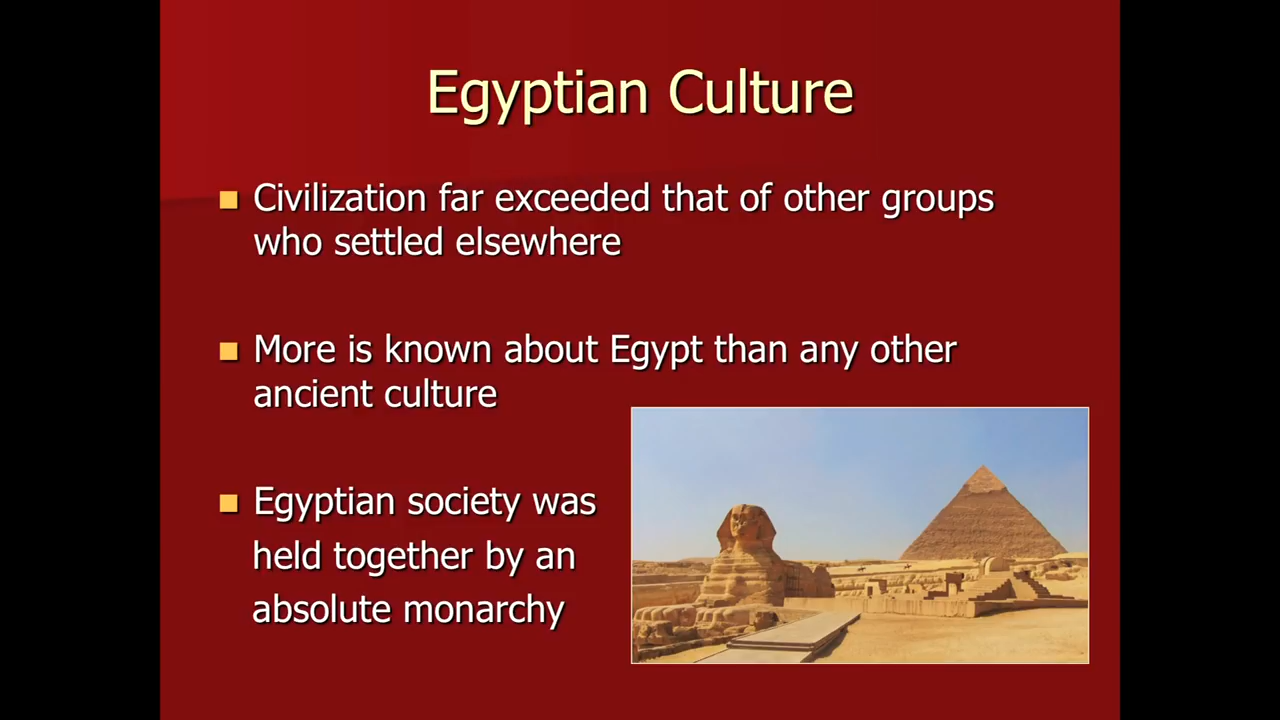 Egyptian Culture
Civilization far exceeded that of other groups
who settled elsewhere
More is known about Egypt than any other
ancient culture
Egyptian society was
held together by an
absolute monarchy